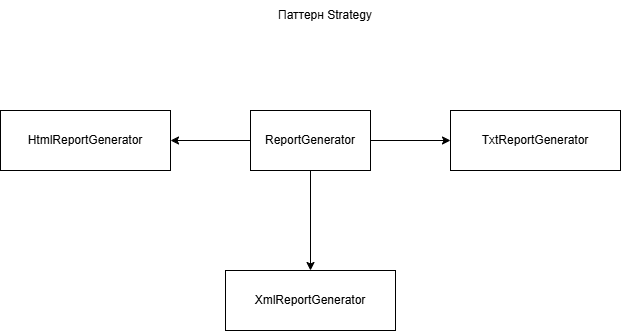 Паттерн Strategy
HtmlReportGenerator
ReportGenerator
TxtReportGenerator
XmlReportGenerator